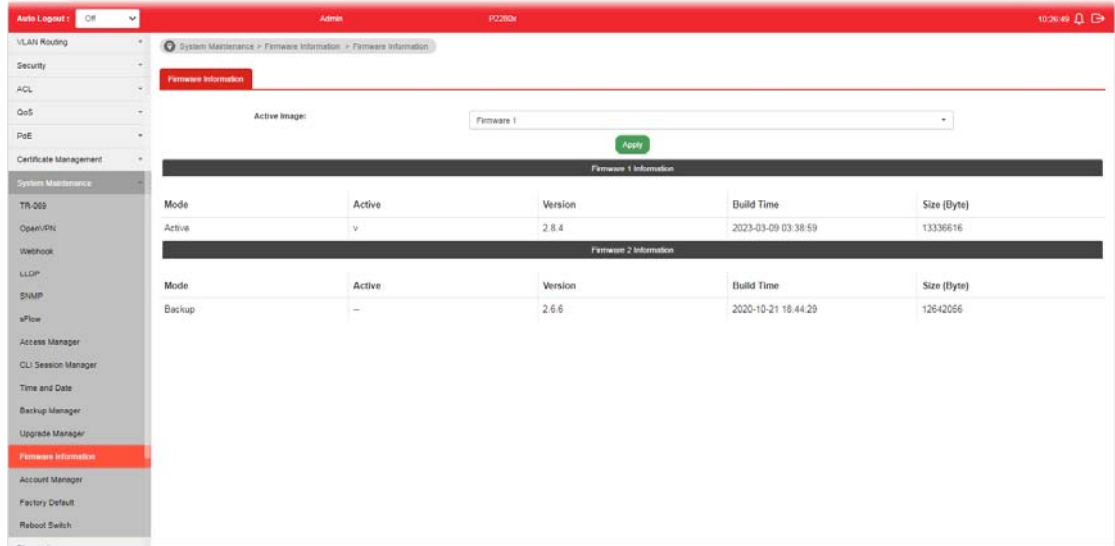 Auto Logout : Off Admin P2280x 10:26:49
VLAN Routing
System Maintenance > Firmware Information > Firmware Information
Security
Firmware Information
ACL
QoS
Active Image: Firmware 1
PoE
Apply
Certificate Management
Firmware 1 Information
System Maintenance
TR-069
Mode Active Version Build Time Size (Byte)
OpenVPN
Active v 2.8.4 2023-03-09 03:38:59 13336616
Webhook
Firmware 2 Information
LLDP
Mode Active Version Build Time Size (Byte)
SNMP
Backup -- 2.6.6 2020-10-21 18:44:29 12642056
sFlow
Access Manager
CLI Session Manager
Time and Date
Backup Manager
Upgrade Manager
Firmware Information
Account Manager
Factory Default
Reboot Switch